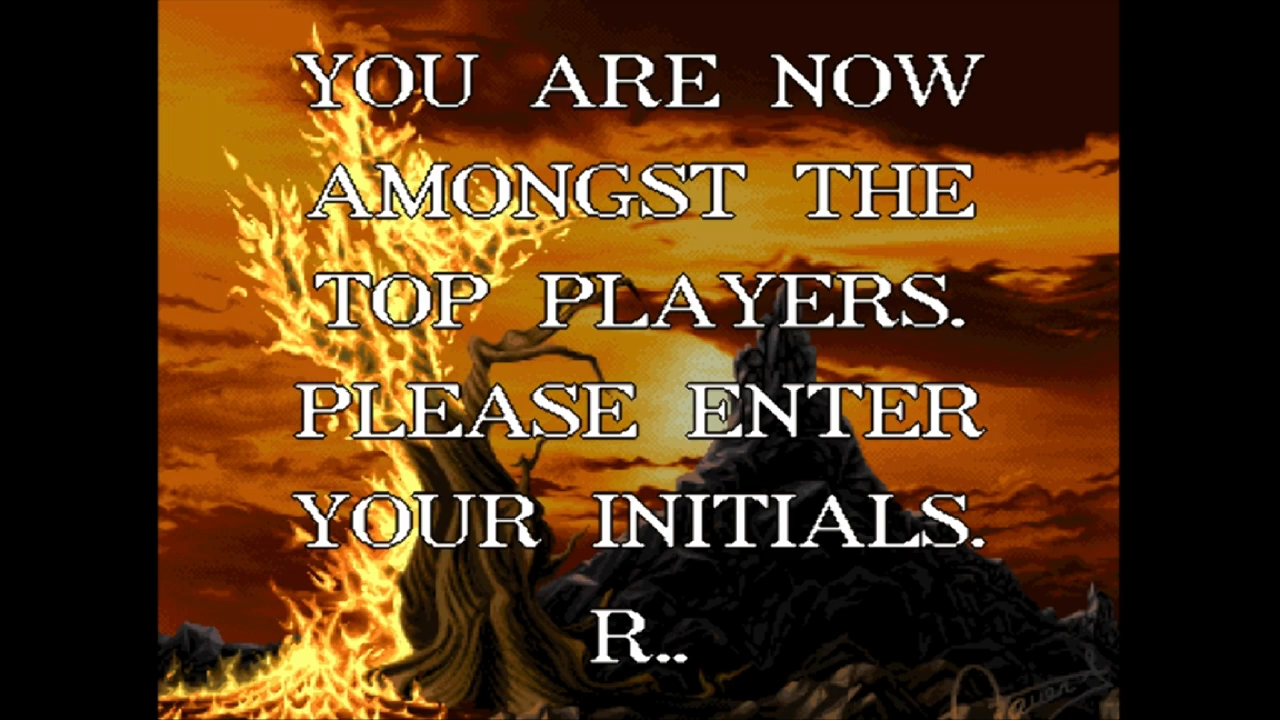 YOU ARE NOW
AMONGST THE
TOP PLAYERS.
PLEASE ENTER
YOUR INITIALS.
R..